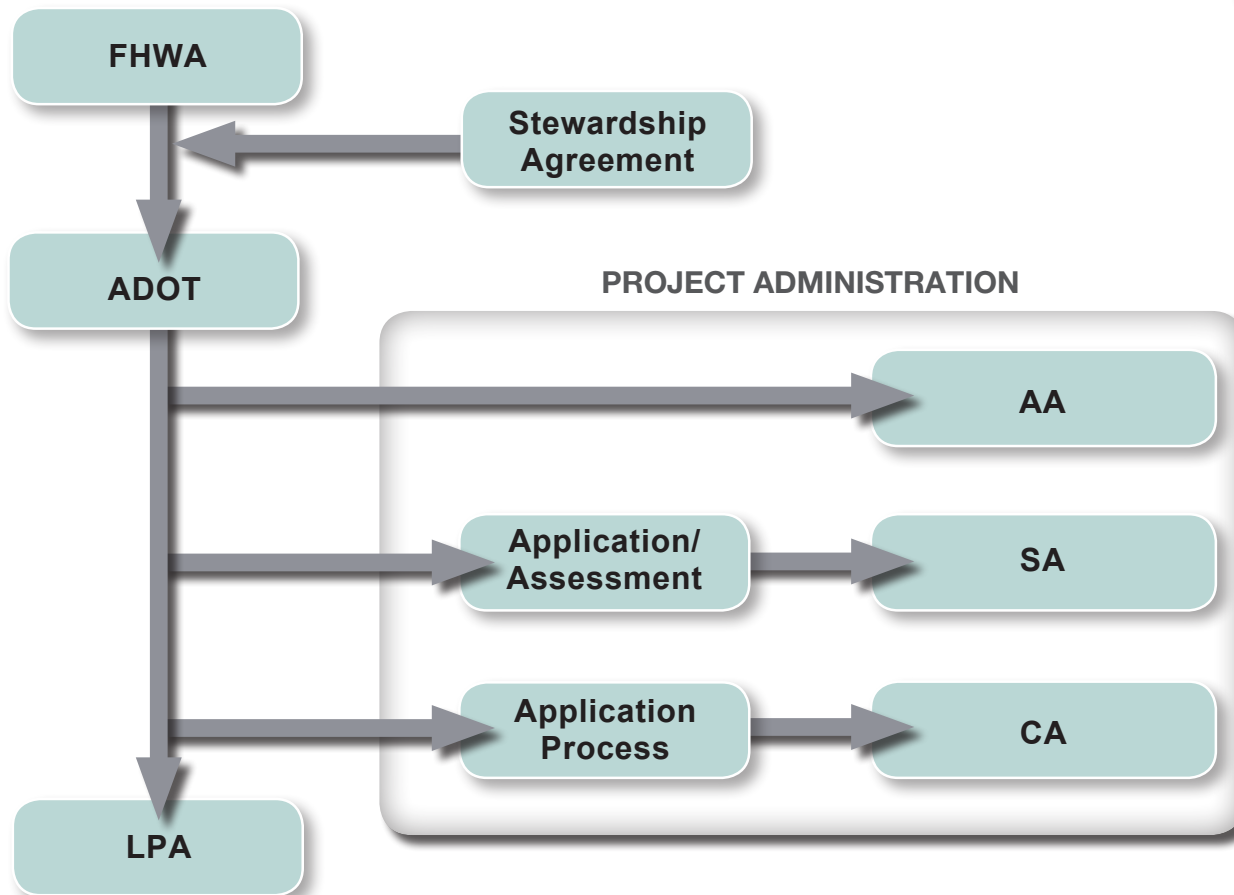 FHWA
Stewardship
Agreement
ADOT
PROJECT ADMINISTRATION
AA
Application/
Assessment
SA
Application
Process
CA
LPA